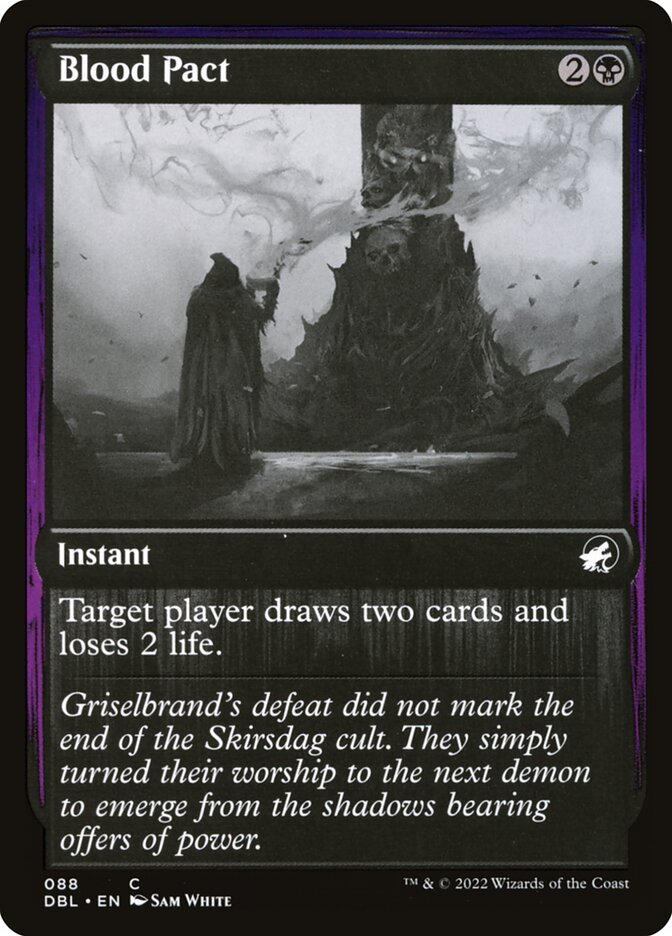 Blood Pact 2
Instant
Target player draws two cards and
loses 2 life.
Griselbrand's defeat did not mark the
end of the Skirsdag cult. They simply
turned their worship to the next demon
to emerge from the shadows bearing
offers of power.
088 C
DBL • EN Sam White
™ & © 2022 Wizards of the Coast